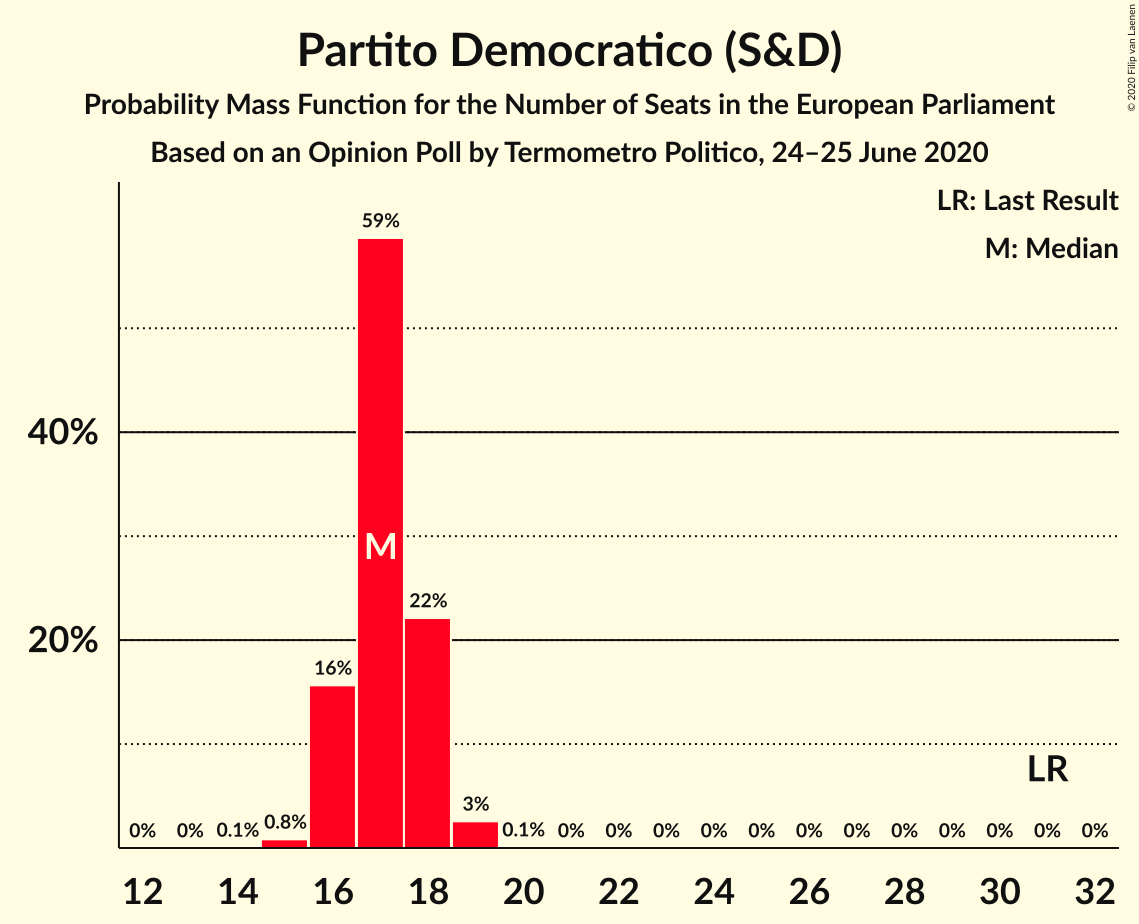 Partito Democratico (S&D)
Probability Mass Function for the Number of Seats in the European Parliament
Based on an Opinion Poll by Termometro Politico, 24–25 June 2020
© 2020 Filip van Laenen
LR: Last Result
M: Median
59%
40%
M
22%
20%
16%
LR
3%
0% 0% 0.1% 0.8% 0.1% 0% 0% 0% 0% 0% 0% 0% 0% 0% 0% 0% 0%
12 14 16 18 20 22 24 26 28 30 32